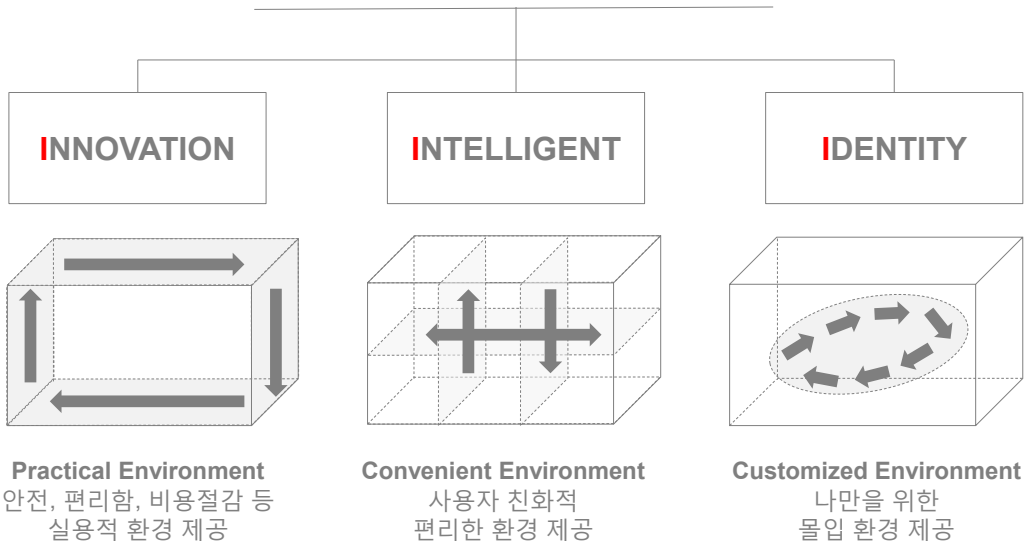 INNOVATION
INTELLIGENT
IDENTITY
Practical Environment
안전, 편리함, 비용절감 등
실용적 환경 제공
Convenient Environment
사용자 친화적
편리한 환경 제공
Customized Environment
나만을 위한
몰입 환경 제공